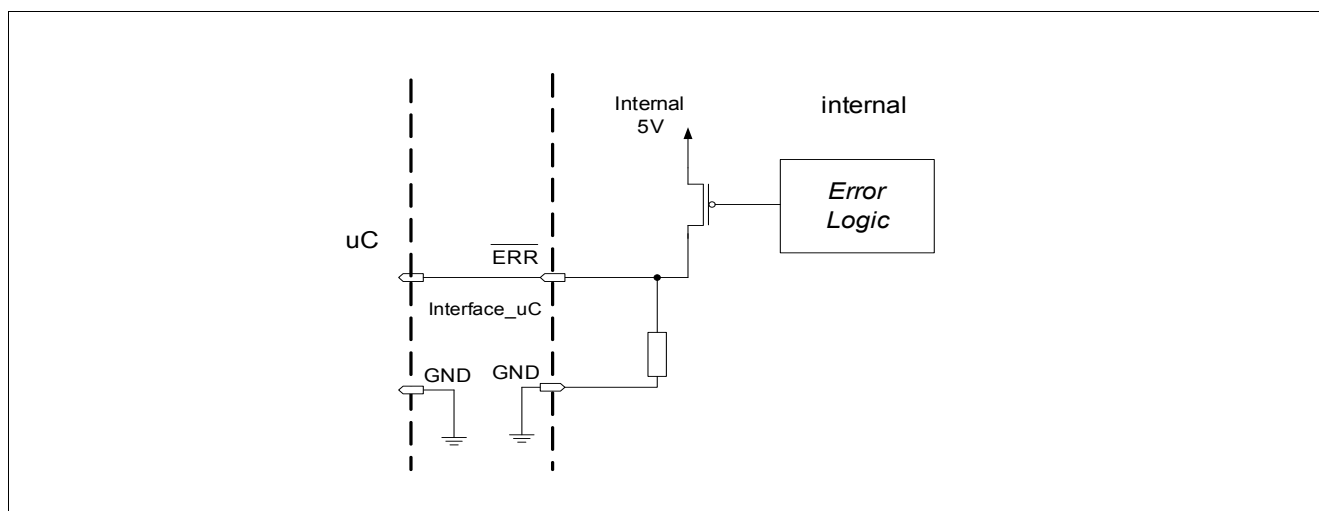 Internal
5V
internal
Error
Logic
uC
ERR
Interface_uC
GND
GND